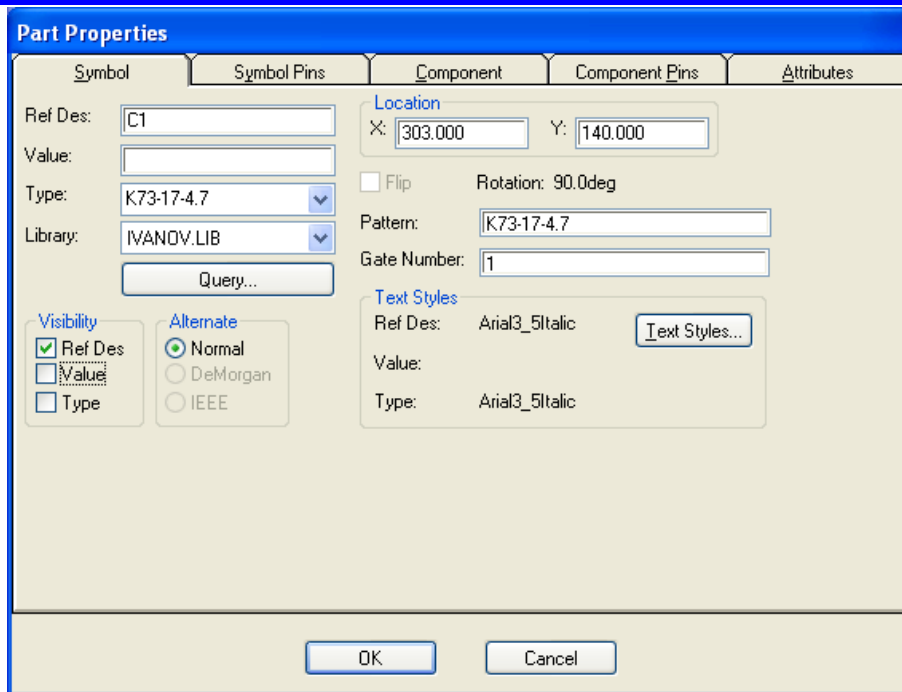 Part Properties
Symbol Symbol Pins Component Component Pins Attributes
Ref Des: C1
Value:
Type: K73-17-4.7
Library: IVANOV.LIB
Query...
Visibility
Ref Des
Value
Type
Alternate
Normal
DeMorgan
IEEE
Location
X: 303.000 Y: 140.000
Flip Rotation: 90.0deg
Pattern: K73-17-4.7
Gate Number: 1
Text Styles
Ref Des: Arial3_5Italic Text Styles...
Value:
Type: Arial3_5Italic
OK Cancel